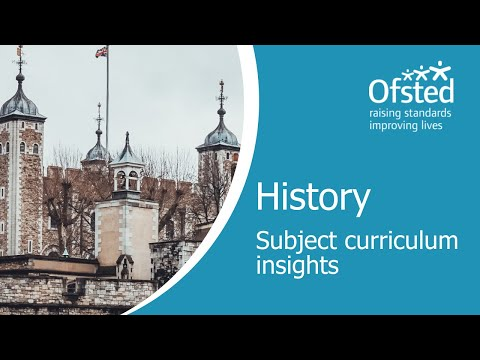 Ofsted
raising standards
improving lives
History
Subject curriculum
insights